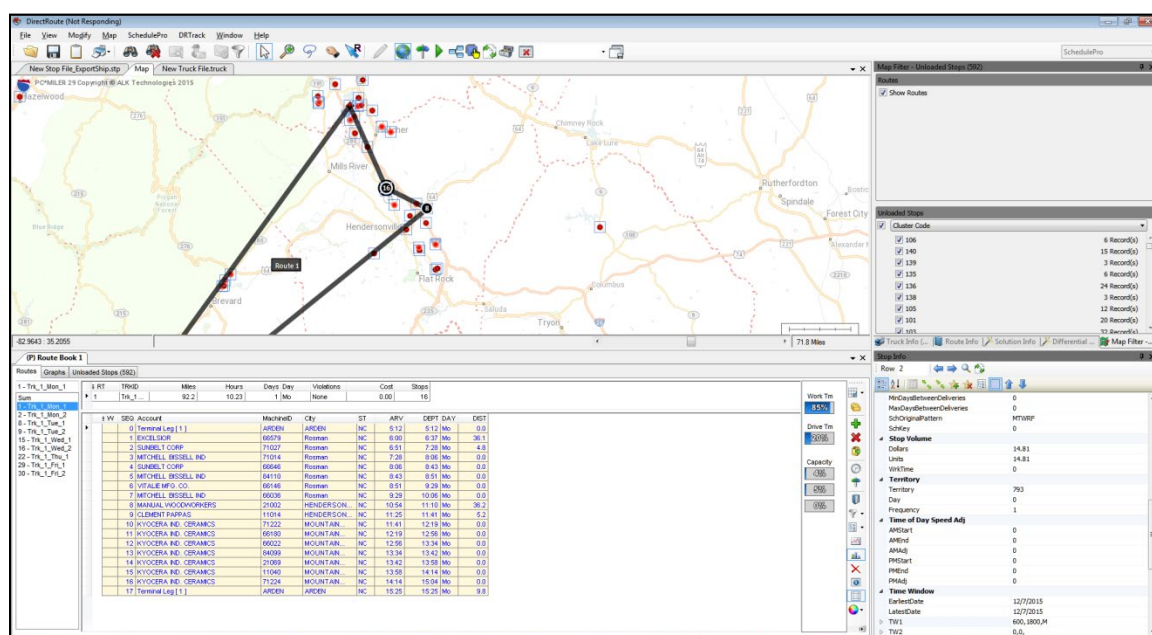 DirectRoute (Not Responding)
File View Modify Map SchedulePro DRTrack Window Help
SchedulePro
New Stop File_ExportShip.stp Map New Truck File.truck
PC*MILER 29 Copyright © ALK Technologies 2015
Hazelwood
Chimney Rock
Lake Lure
Mills River
Rutherfordton
Spindale
Forest City
Hendersonville
Blue Ridge
Route 1
Flat Rock
Brevard
Columbus
Saluda
Tryon
16
8
-82.9643 : 35.2055
71.8 Miles
Map Filter - Unloaded Stops (592)
Routes
Show Routes
Unloaded Stops
Cluster Code
106 6 Record(s)
140 15 Record(s)
139 3 Record(s)
135 6 Record(s)
136 24 Record(s)
138 3 Record(s)
105 12 Record(s)
101 20 Record(s)
103 32 Record(s)
Truck Info (... Route Info Solution Info Differential ... Map Filter-...
(P) Route Book 1
Routes Graphs Unloaded Stops (592)
1 - Trk_1_Mon_1
Sum
1 - Trk_1_Mon_1
2 - Trk_1_Mon_2
8 - Trk_1_Tue_1
9 - Trk_1_Tue_2
15 - Trk_1_Wed_1
16 - Trk_1_Wed_2
22 - Trk_1_Thu_1
29 - Trk_1_Fri_1
30 - Trk_1_Fri_2
RT TRKID Miles Hours Days Day Violations Cost Stops
1 Trk_1... 92.2 10.23 1 Mo None 0.00 16
SEQ Account MachineID City ST ARV DEPT DAY DIST
0 Terminal Leg [ 1 ] ARDEN ARDEN NC 5:12 5:12 Mo 0.0
1 EXCELSIOR 66579 Rosman NC 6:00 6:37 Mo 36.1
2 SUNBELT CORP 71027 Rosman NC 6:51 7:28 Mo 4.8
3 MITCHELL BISSELL IND 71014 Rosman NC 7:28 8:06 Mo 0.0
4 SUNBELT CORP 66646 Rosman NC 8:06 8:43 Mo 0.0
5 MITCHELL BISSELL IND 84110 Rosman NC 8:43 8:51 Mo 0.0
6 VITALIE MFG. CO. 66146 Rosman NC 8:51 9:29 Mo 0.0
7 MITCHELL BISSELL IND 66036 Rosman NC 9:29 10:06 Mo 0.0
8 MANUAL WOODWORKERS 21002 HENDERSON... NC 10:54 11:10 Mo 36.2
9 CLEMENT PAPPAS 11014 MOUNTAIN... NC 11:25 11:41 Mo 5.2
10 KYOCERA IND. CERAMICS 71222 MOUNTAIN... NC 11:41 12:19 Mo 0.0
11 KYOCERA IND. CERAMICS 66180 MOUNTAIN... NC 12:19 12:56 Mo 0.0
12 KYOCERA IND. CERAMICS 66022 MOUNTAIN... NC 12:56 13:34 Mo 0.0
13 KYOCERA IND. CERAMICS 84099 MOUNTAIN... NC 13:34 13:42 Mo 0.0
14 KYOCERA IND. CERAMICS 21069 MOUNTAIN... NC 13:42 13:58 Mo 0.0
15 KYOCERA IND. CERAMICS 11040 MOUNTAIN... NC 13:58 14:14 Mo 0.0
16 KYOCERA IND. CERAMICS 71224 MOUNTAIN... NC 14:14 15:04 Mo 0.0
17 Terminal Leg [ 1 ] ARDEN ARDEN NC 15:25 15:25 Mo 9.8
Work Tm
85%
Drive Tm
20%
Capacity
4%
5%
0%
Stop Info
Row 2
MinDaysBetweenDeliveries 0
MaxDaysBetweenDeliveries 0
SchOriginalPattern MTWRF
SchKey 0
Stop Volume
Dollars 14.81
Units 14.81
WrkTime 0
Territory
Territory 793
Day 0
Frequency 1
Time of Day Speed Adj
AMStart 0
AMEnd 0
AMAdj 0
PMStart 0
PMEnd 0
PMAdj 0
Time Window
EarliestDate 12/7/2015
LatestDate 12/7/2015
TW1 600,1800,M
TW2 0,0,